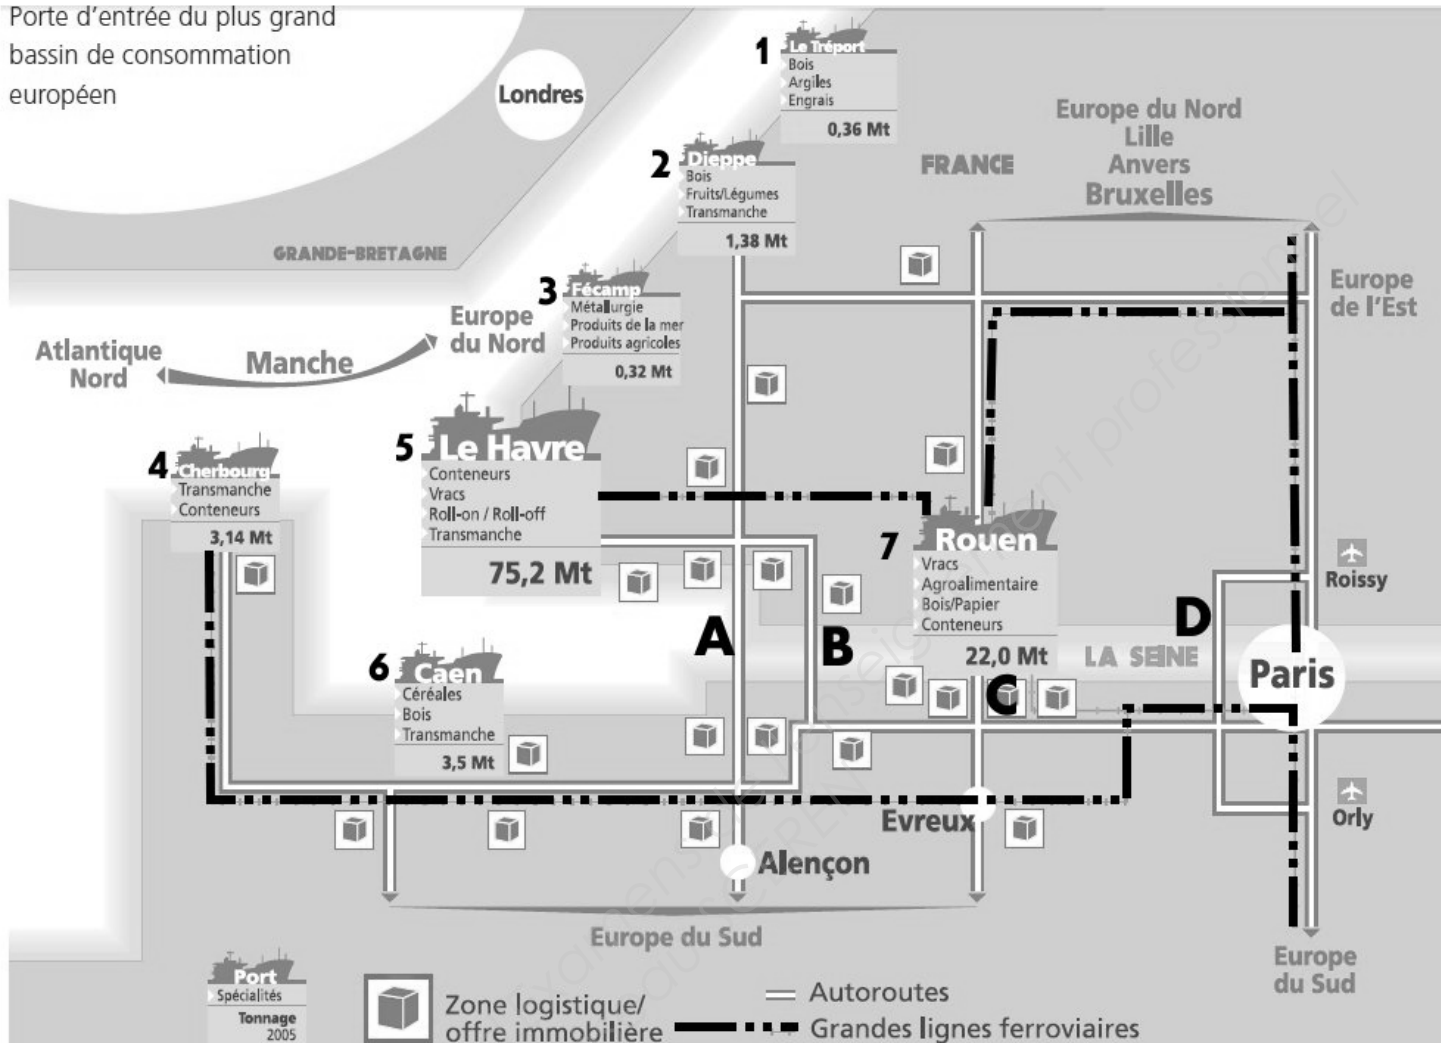 Porte d'entrée du plus grand
bassin de consommation
européen
Londres
GRANDE-BRETAGNE
1
Le Tréport
Bois
Argiles
Engrais
0,36 Mt
2
Dieppe
Bois
Fruits/Légumes
Transmanche
1,38 Mt
FRANCE
Europe du Nord
Lille
Anvers
Bruxelles
Europe
de l'Est
3
Fécamp
Métallurgie
Produits de la mer
Produits agricoles
0,32 Mt
Atlantique
Nord
Manche
Europe
du Nord
4
Cherbourg
Transmanche
Conteneurs
3,14 Mt
5
Le Havre
Conteneurs
Vracs
Roll-on / Roll-off
Transmanche
75,2 Mt
7
Rouen
Vracs
Agroalimentaire
Bois/Papier
Conteneurs
22,0 Mt
Roissy
A
B
C
D
LA SEINE
Paris
6
Caen
Céréales
Bois
Transmanche
3,5 Mt
Evreux
Orly
Alençon
Europe du Sud
Europe
du Sud
Port
Spécialités
Tonnage
2005
Zone logistique/
offre immobilière
Autoroutes
Grandes lignes ferroviaires